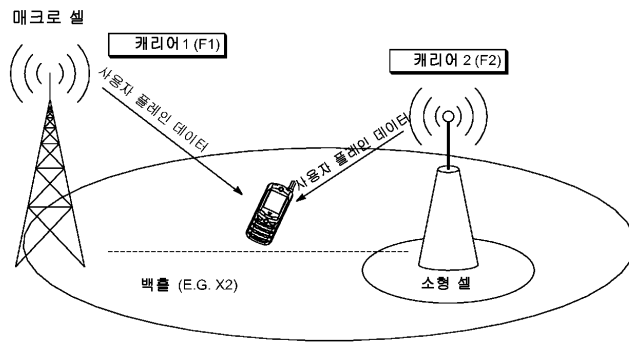 매크로 셀
캐리어 1 (F1)
캐리어 2 (F2)
사용자 플레인 데이터
사용자 플레인 데이터
백홀 (E.G. X2)
소형 셀